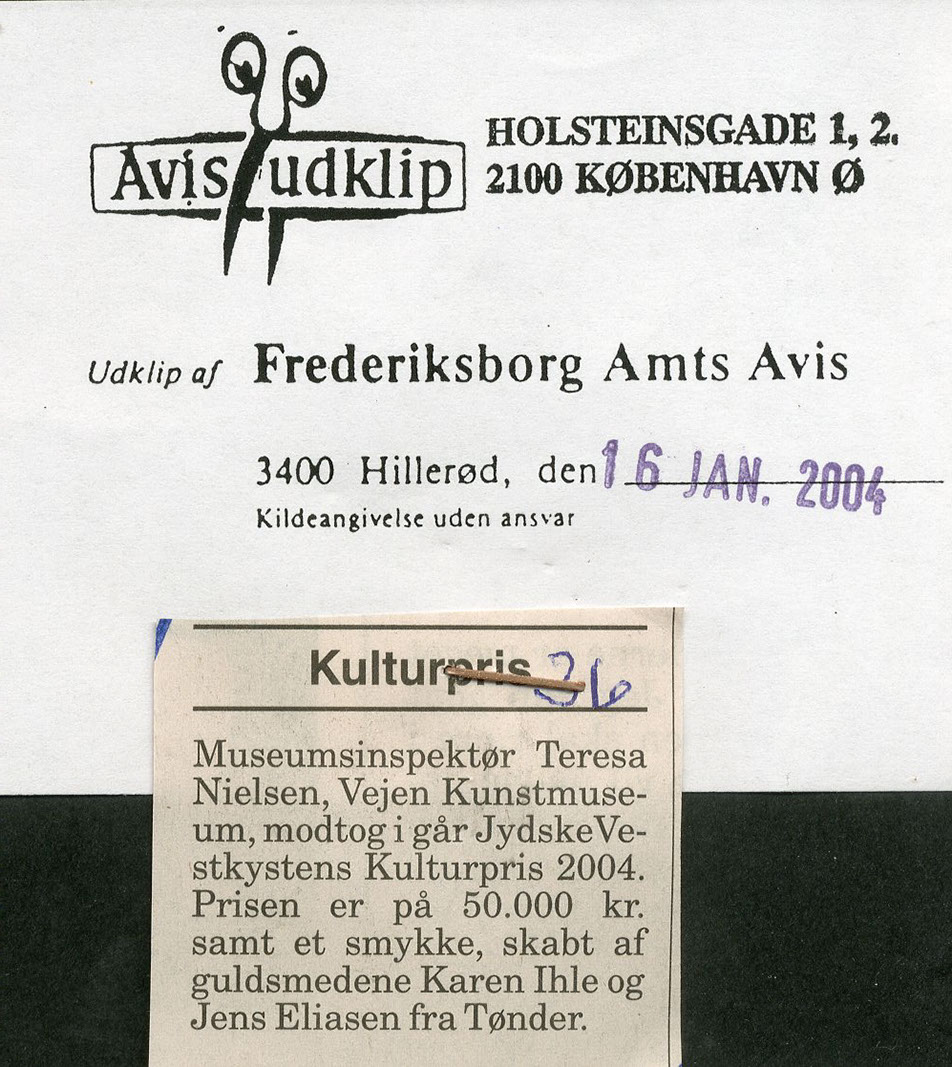 Avis udklip
HOLSTEINSGADE 1, 2.
2100 KØBENHAVN Ø
Udklip af Frederiksborg Amts Avis
3400 Hillerød, den 16 JAN. 2004
Kildeangivelse uden ansvar
Kulturpris 36
Museumsinspektør Teresa
Nielsen, Vejen Kunstmuse-
um, modtog i går JydskeVe-
stkystens Kulturpris 2004.
Prisen er på 50.000 kr.
samt et smykke, skabt af
guldsmedene Karen Ihle og
Jens Eliasen fra Tønder.